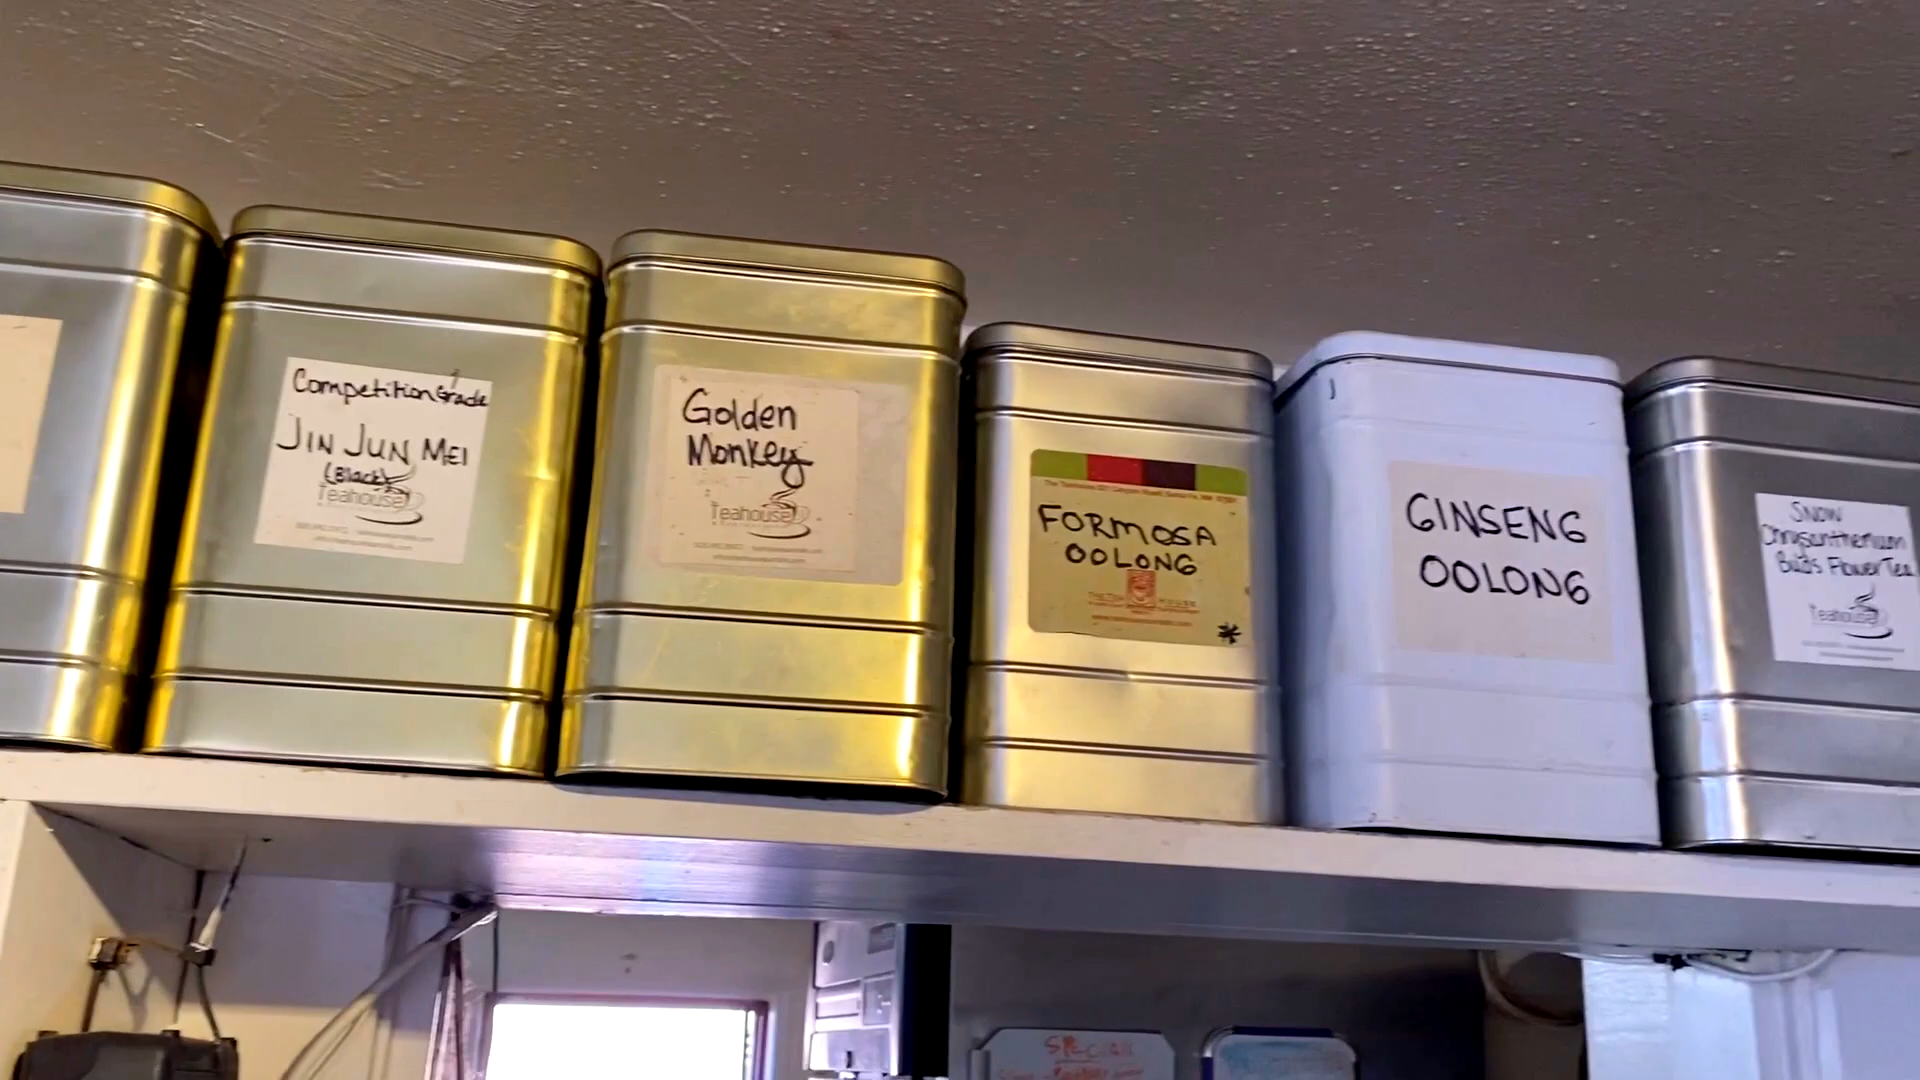 Competition Grade
JIN JUN MEI
(Black)
Teahouse
Golden
Monkey
Teahouse
FORMOSA
OOLONG
GINSENG
OOLONG
Snow
Chrysanthemum
Buds Flower Tea
Teahouse
SPECIAL